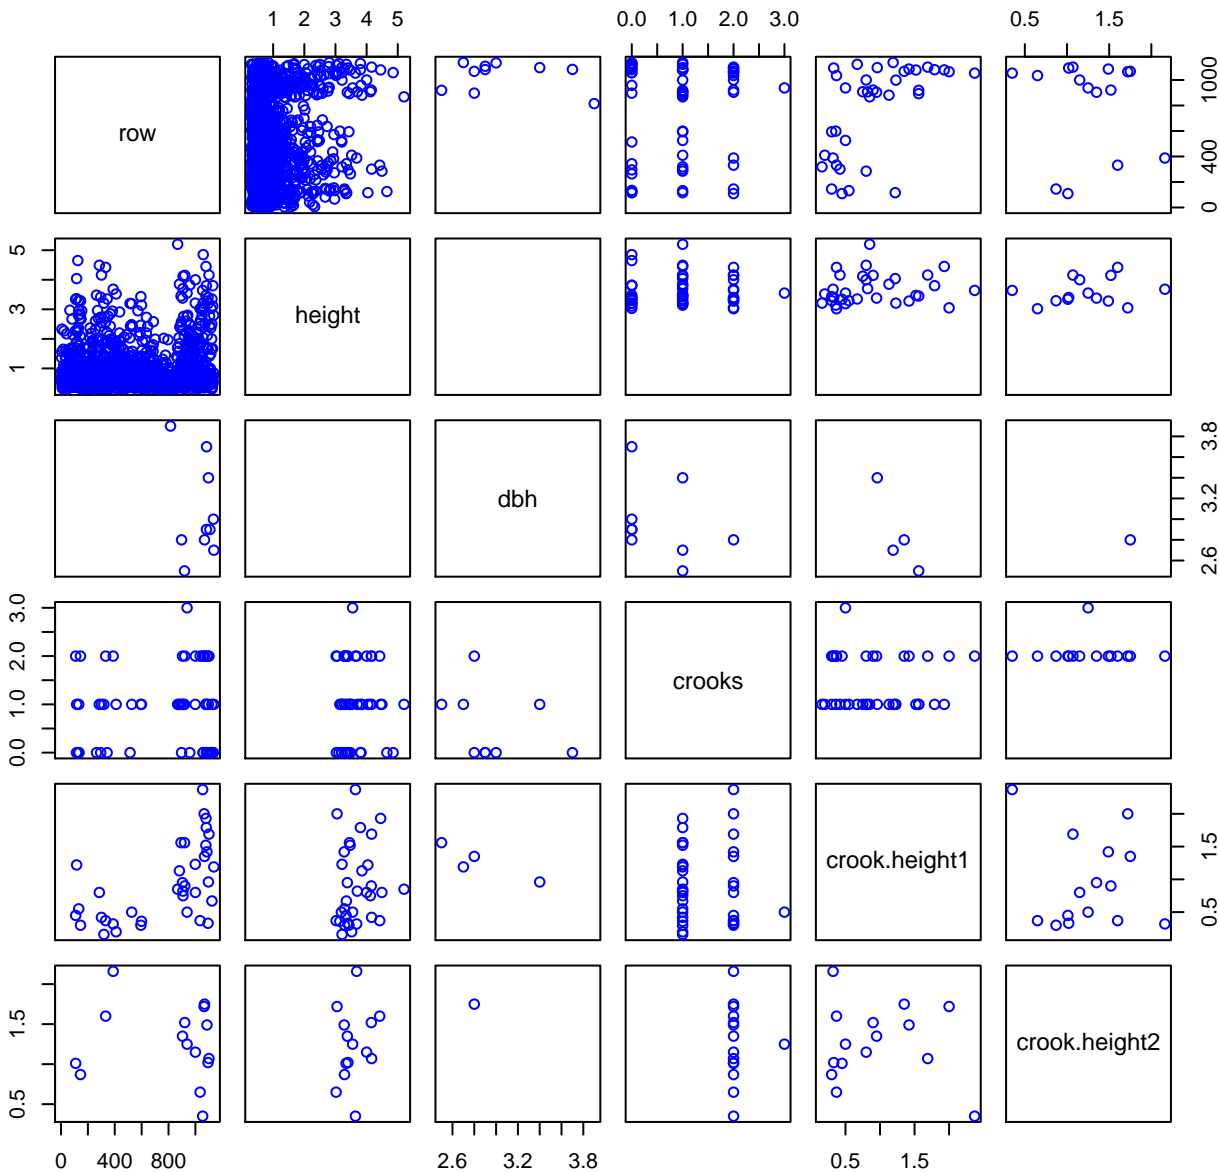 1 2 3 4 5 0.0 1.0 2.0 3.0 0.5 1.5
row 0 400 1000
1 3 5 height
dbh 2.6 3.2 3.8
0.0 1.0 2.0 3.0 crooks
crook.height1 0.5 1.5
0.5 1.5 crook.height2
0 400 800 2.6 3.2 3.8 0.5 1.5